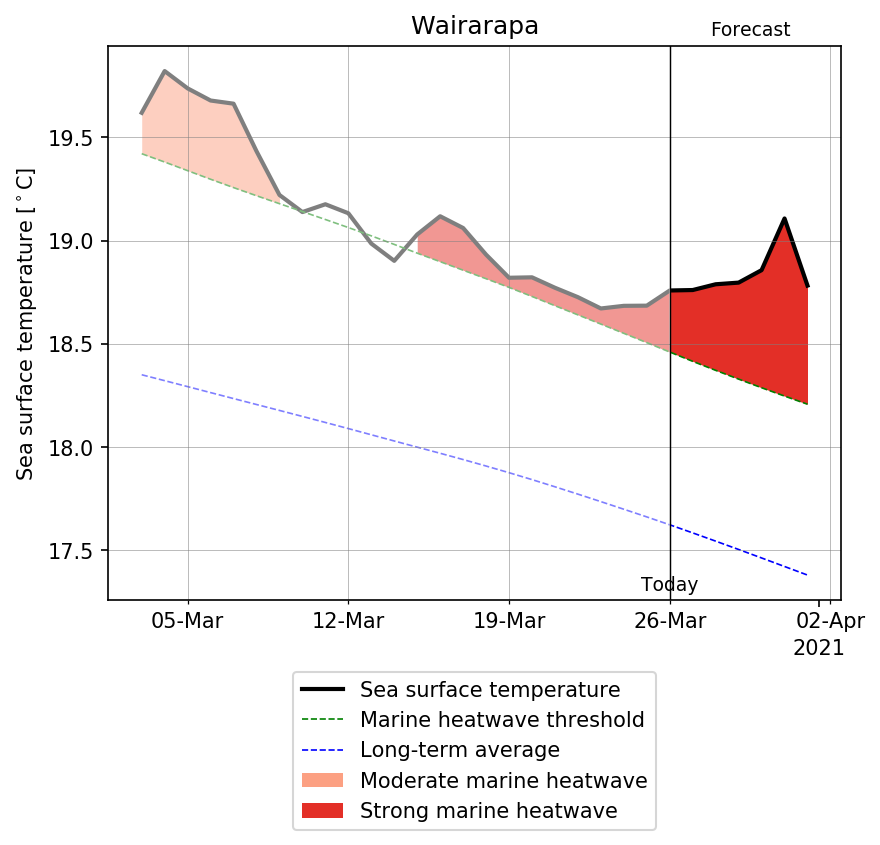 Wairarapa
Forecast
Sea surface temperature [°C]
19.5
19.0
18.5
18.0
17.5
Today
05-Mar
12-Mar
19-Mar
26-Mar
02-Apr
2021
Sea surface temperature
Marine heatwave threshold
Long-term average
Moderate marine heatwave
Strong marine heatwave